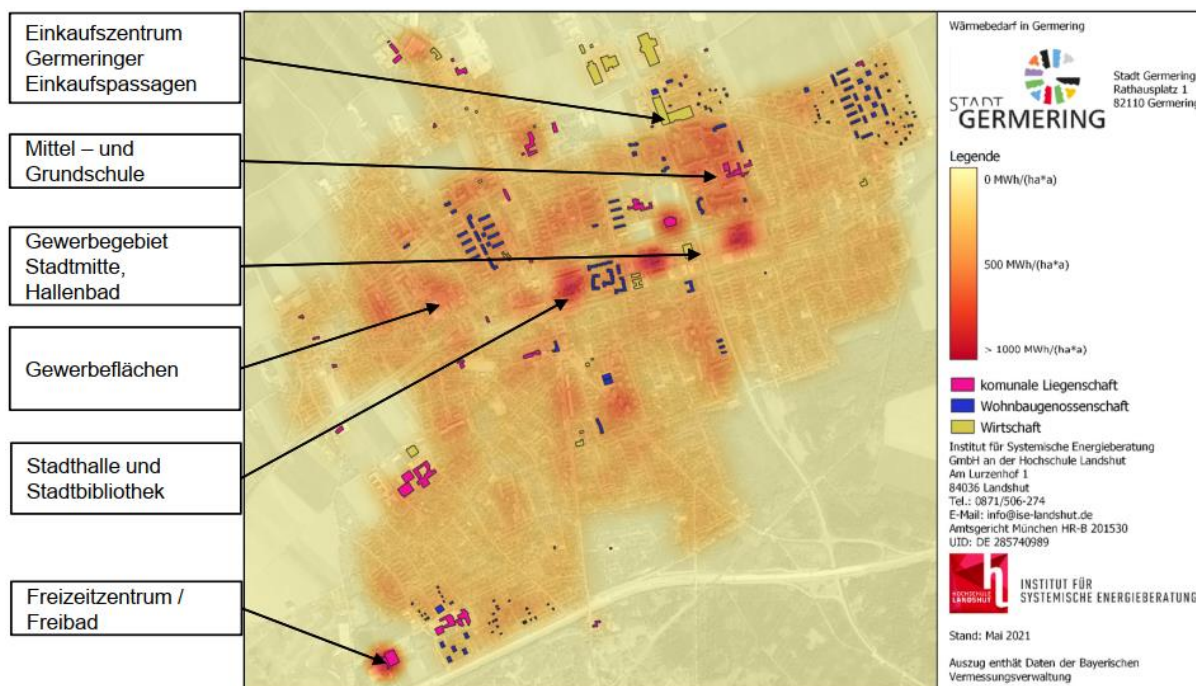 Einkaufszentrum
Germeringer
Einkaufspassagen
Mittel – und
Grundschule
Gewerbegebiet
Stadtmitte,
Hallenbad
Gewerbeflächen
Stadthalle und
Stadtbibliothek
Freizeitzentrum /
Freibad
Wärmebedarf in Germering
STADT
GERMERING
Stadt Germering
Rathausplatz 1
82110 Germering
Legende
0 MWh/(ha*a)
500 MWh/(ha*a)
> 1000 MWh/(ha*a)
komunale Liegenschaft
Wohnbaugenossenschaft
Wirtschaft
Institut für Systemische Energieberatung
GmbH an der Hochschule Landshut
Am Lurzenhof 1
84036 Landshut
Tel.: 0871/506-274
E-Mail: info@ise-landshut.de
Amtsgericht München HR-B 201530
UID: DE 285740989
HOCHSCHULE
LANDSHUT
INSTITUT FÜR
SYSTEMISCHE ENERGIEBERATUNG
Stand: Mai 2021
Auszug enthät Daten der Bayerischen
Vermessungsverwaltung